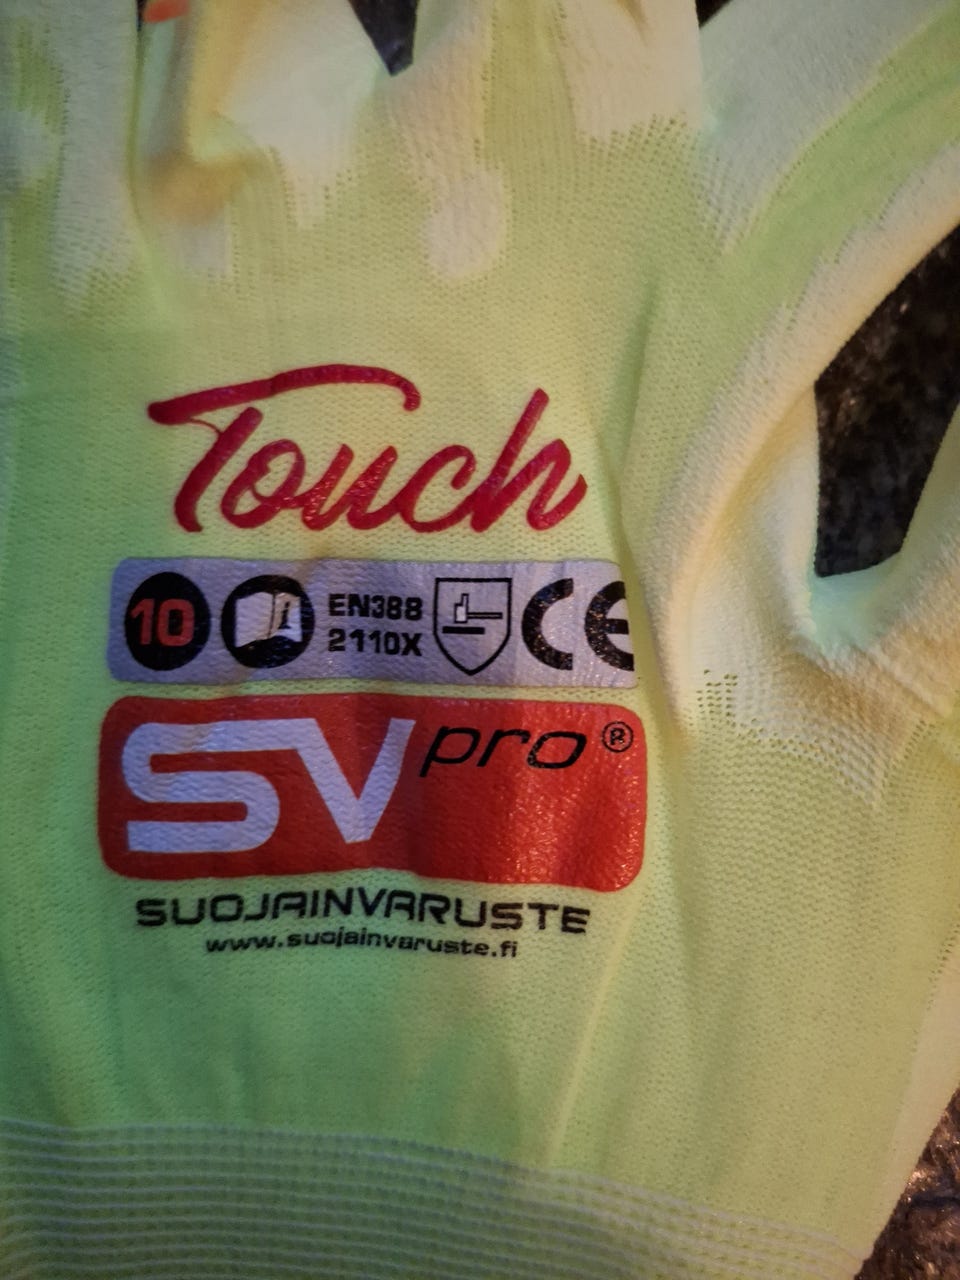 Touch
10 i EN388 CE
2110X
SV pro ®
SUOJAINVARUSTE
www.suojainvaruste.fi